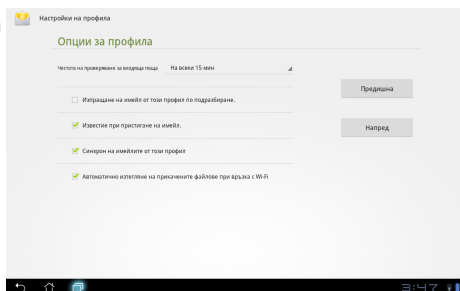 Настройки на профила
Опции за профила
Честота на проверяване за входяща поща На всеки 15 мин
Предишна
Изпращане на имейл от този профил по подразбиране.
Известие при пристигане на имейл.
Напред
Синхрон на имейлите от този профил
Автоматично изтегляне на прикачените файлове при връзка с Wi-Fi
3:47